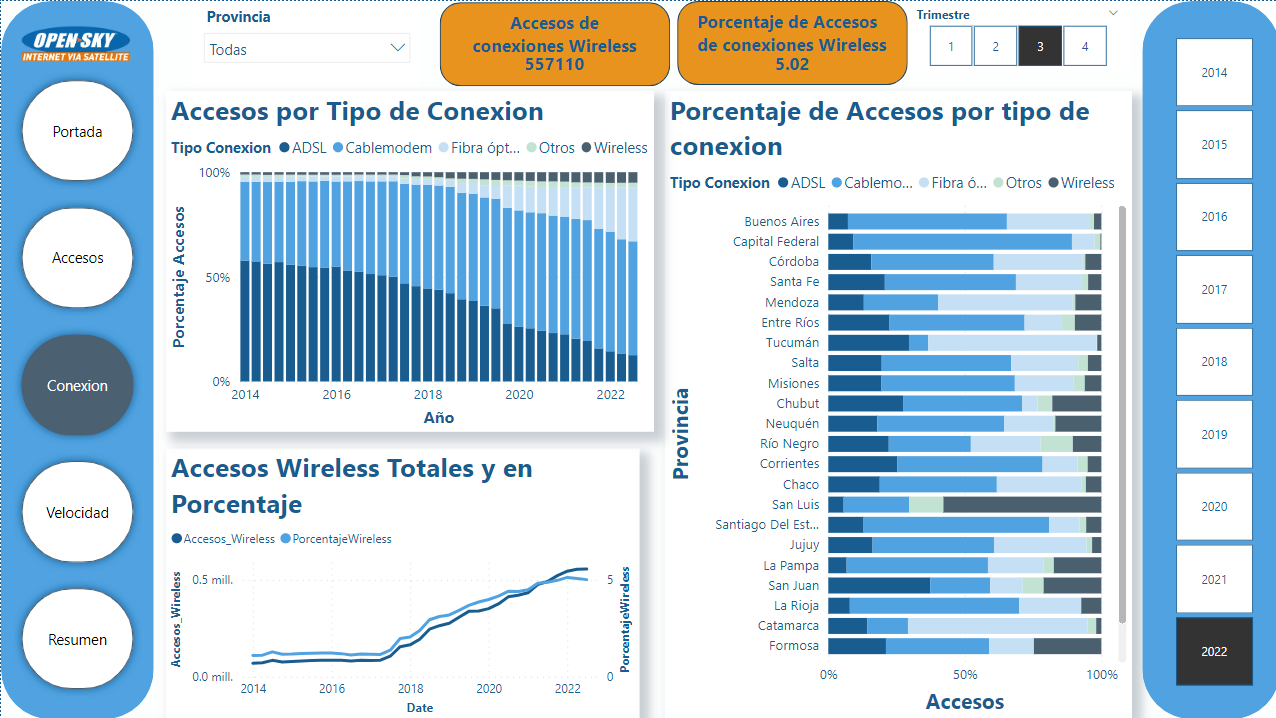 OPEN-SKY
INTERNET VIA SATELLITE
Portada
Accesos
Conexion
Velocidad
Resumen
Provincia
Todas
Accesos de
conexiones Wireless
557110
Porcentaje de Accesos
de conexiones Wireless
5.02
Trimestre
1 2 3 4
Accesos por Tipo de Conexion
Tipo Conexion ADSL Cablemodem Fibra ópt... Otros Wireless
Porcentaje Accesos
100%
50%
0%
2014 2016 2018 2020 2022
Año
Accesos Wireless Totales y en
Porcentaje
Accesos_Wireless PorcentajeWireless
Accesos_Wireless
0.5 mill.
0.0 mill.
5
0
PorcentajeWireless
2014 2016 2018 2020 2022
Date
Porcentaje de Accesos por tipo de
conexion
Tipo Conexion ADSL Cablemo... Fibra ó... Otros Wireless
Provincia
Buenos Aires
Capital Federal
Córdoba
Santa Fe
Mendoza
Entre Ríos
Tucumán
Salta
Misiones
Chubut
Neuquén
Río Negro
Corrientes
Chaco
San Luis
Santiago Del Est...
Jujuy
La Pampa
San Juan
La Rioja
Catamarca
Formosa
0% 50% 100%
Accesos
2014
2015
2016
2017
2018
2019
2020
2021
2022